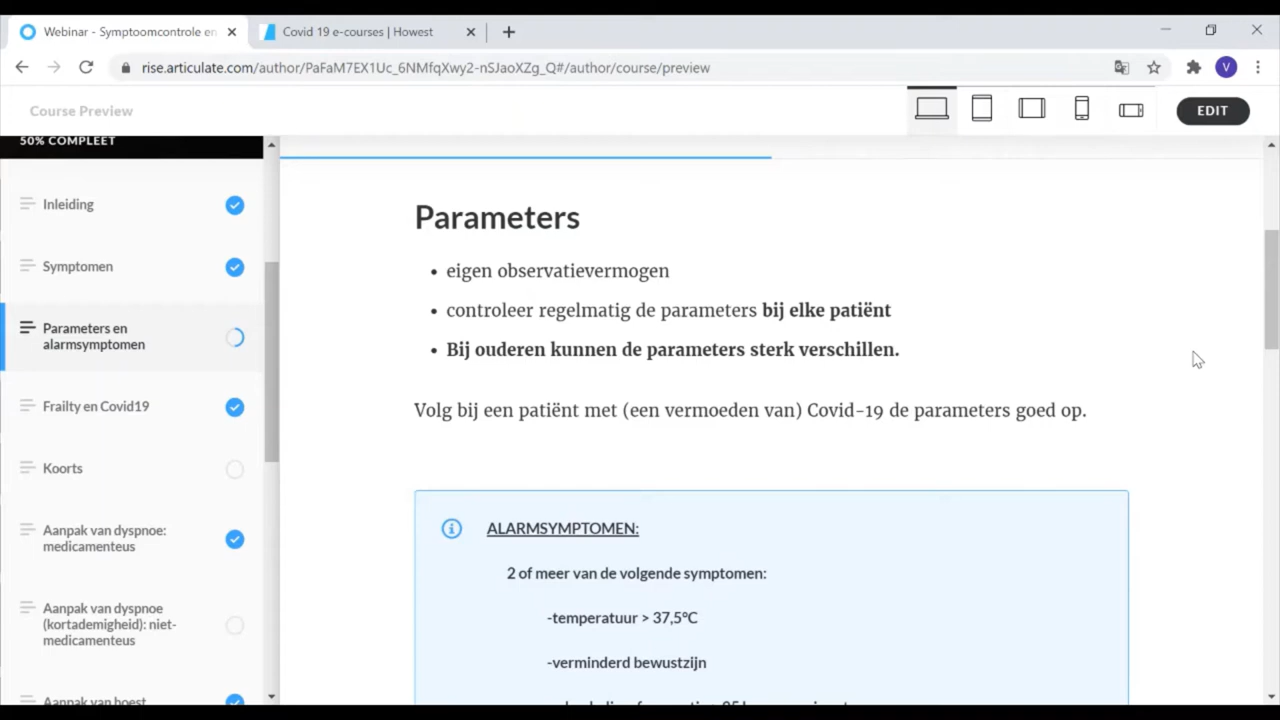 Webinar - Symptoomcontrole en
Covid 19 e-courses | Howest
rise.articulate.com/author/PaFaM7EX1Uc_6NMfqXwy2-nSJaoXZg_Q#/author/course/preview
V
Course Preview
EDIT
50% COMPLEET
Inleiding
Symptomen
Parameters en
alarmsymptomen
Frailty en Covid19
Koorts
Aanpak van dyspnoe:
medicamenteus
Aanpak van dyspnoe
(kortademigheid): niet-
medicamenteus
Aanpak van hoest
Parameters
• eigen observatievermogen
• controleer regelmatig de parameters bij elke patiënt
• Bij ouderen kunnen de parameters sterk verschillen.
Volg bij een patiënt met (een vermoeden van) Covid-19 de parameters goed op.
ALARMSYMPTOMEN:
2 of meer van de volgende symptomen:
-temperatuur > 37,5°C
-verminderd bewustzijn